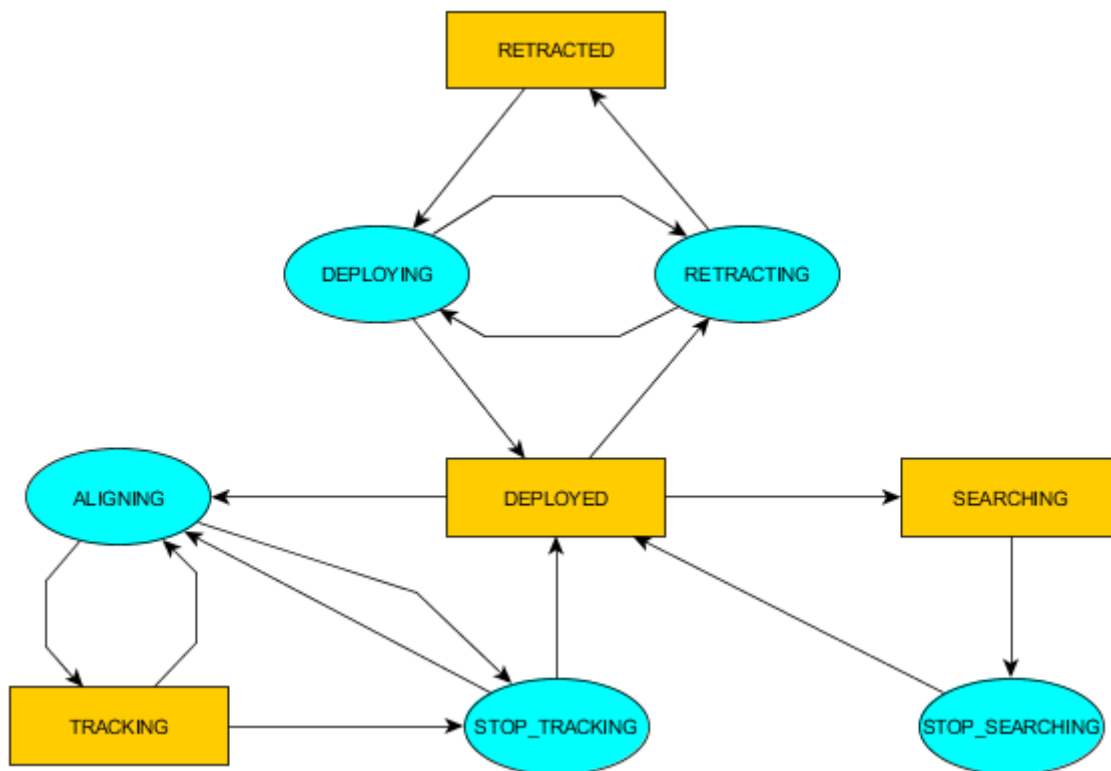 RETRACTED
DEPLOYING
RETRACTING
ALIGNING
DEPLOYED
SEARCHING
TRACKING
STOP_TRACKING
STOP_SEARCHING